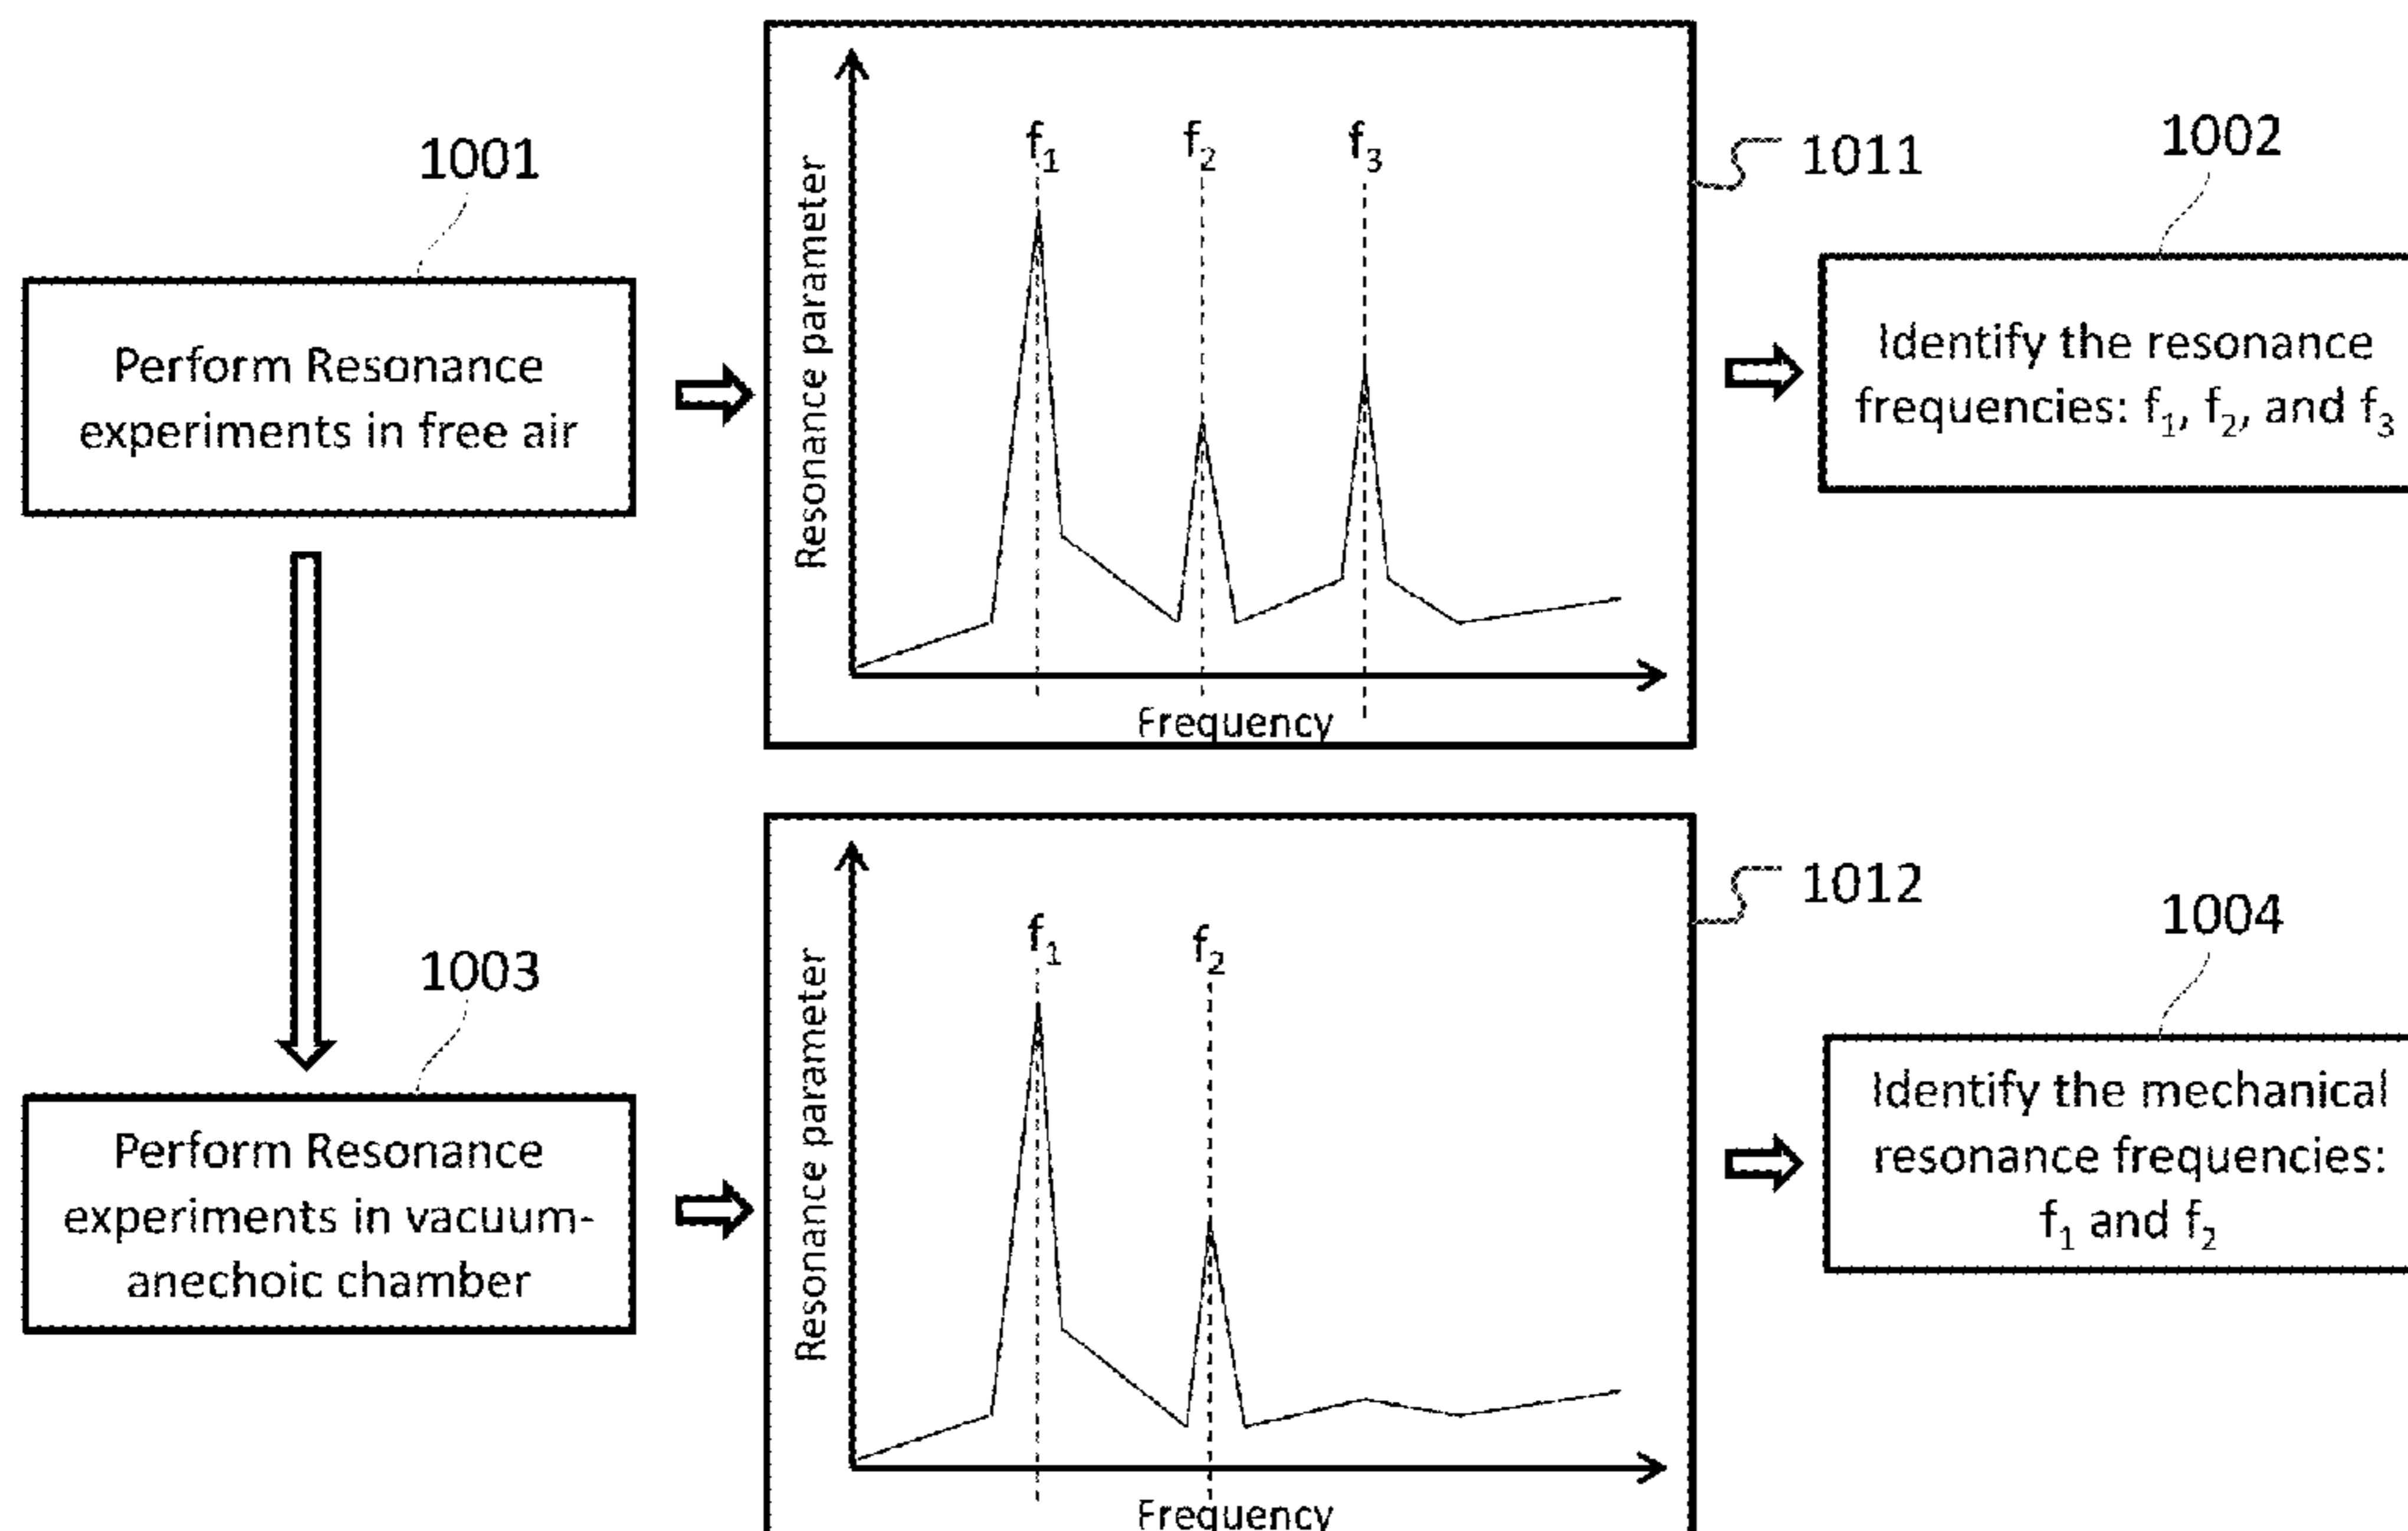 1001
Perform Resonance
experiments in free air
Resonance parameter
f₁
f₂
f₃
Frequency
1011
1002
Identify the resonance
frequencies: f₁, f₂, and f₃
1003
Perform Resonance
experiments in vacuum-
anechoic chamber
Resonance parameter
f₁
f₂
Frequency
1012
1004
Identify the mechanical
resonance frequencies:
f₁ and f₂